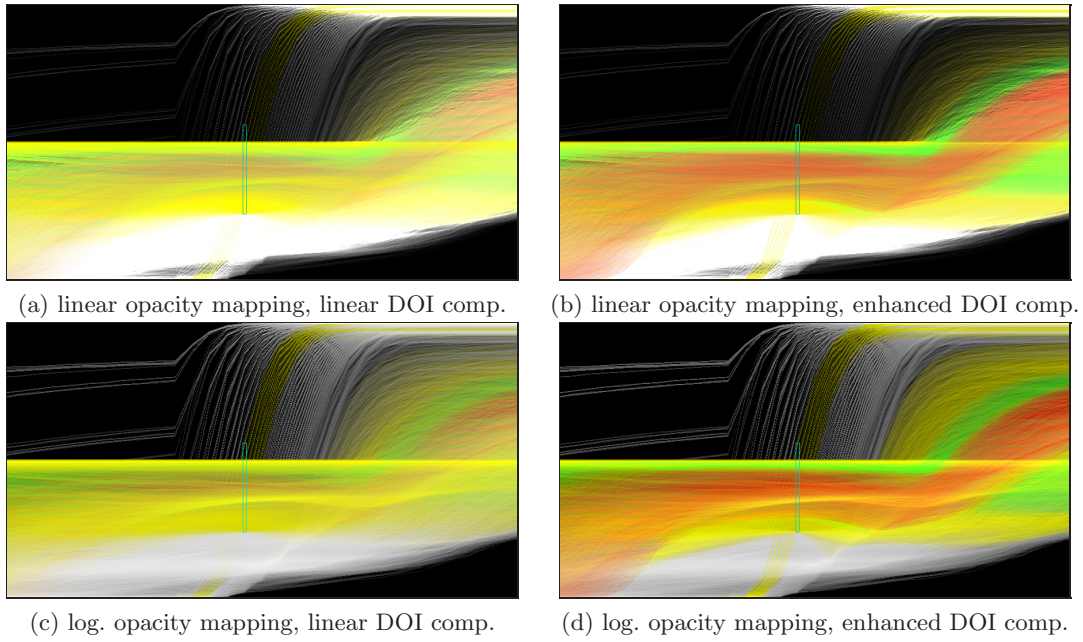 (a) linear opacity mapping, linear DOI comp.
(b) linear opacity mapping, enhanced DOI comp.
(c) log. opacity mapping, linear DOI comp.
(d) log. opacity mapping, enhanced DOI comp.